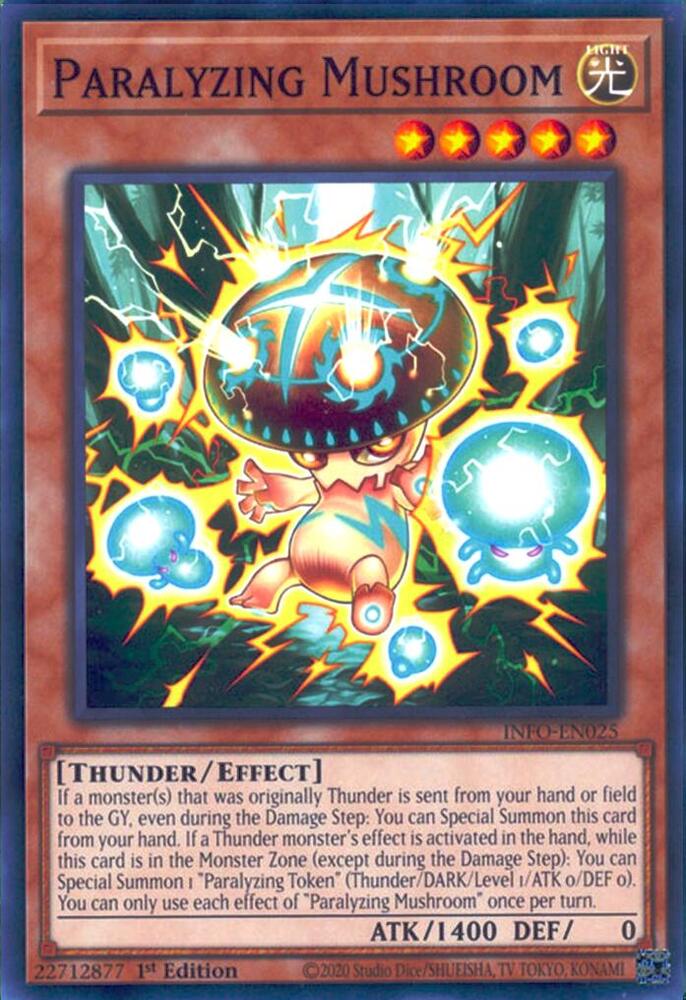 PARALYZING MUSHROOM
LIGHT
光
INFO-EN025
[THUNDER/EFFECT]
If a monster(s) that was originally Thunder is sent from your hand or field
to the GY, even during the Damage Step: You can Special Summon this card
from your hand. If a Thunder monster's effect is activated in the hand, while
this card is in the Monster Zone (except during the Damage Step): You can
Special Summon 1 "Paralyzing Token" (Thunder/DARK/Level 1/ATK 0/DEF 0).
You can only use each effect of "Paralyzing Mushroom" once per turn.
ATK/1400 DEF/ 0
22712877 1st Edition ©2020 Studio Dice/SHUEISHA, TV TOKYO, KONAMI